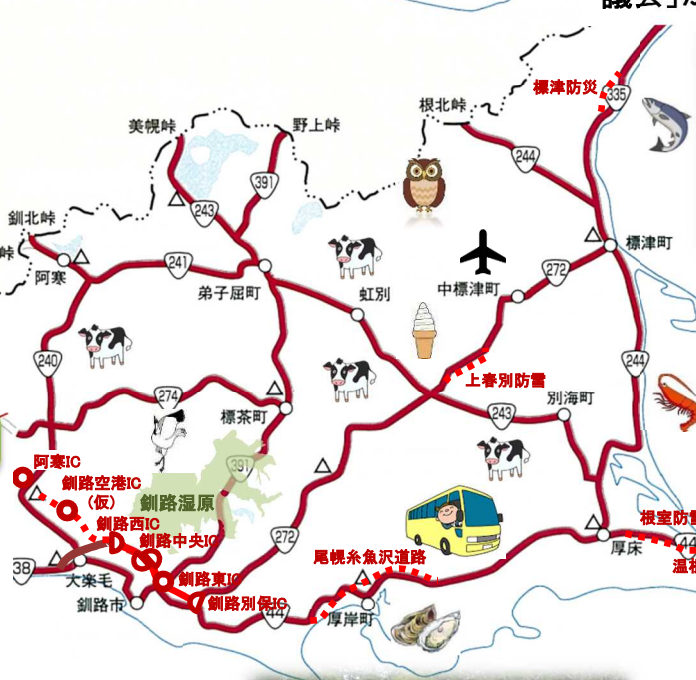 標津防災
335
根北峠
美幌峠
野上峠
244
391
243
釧北峠
峠
標津町
阿寒
241
272
弟子屈町
虹別
中標津町
240
上春別防雪
244
274
別海町
243
標茶町
阿寒IC
391
釧路空港IC
(仮)
釧路湿原
釧路西IC
根室防雪
釧路中央IC
272
厚床
44
尾幌糸魚沢道路
38
大楽毛
釧路東IC
釧路市
釧路別保IC
44
厚岸町